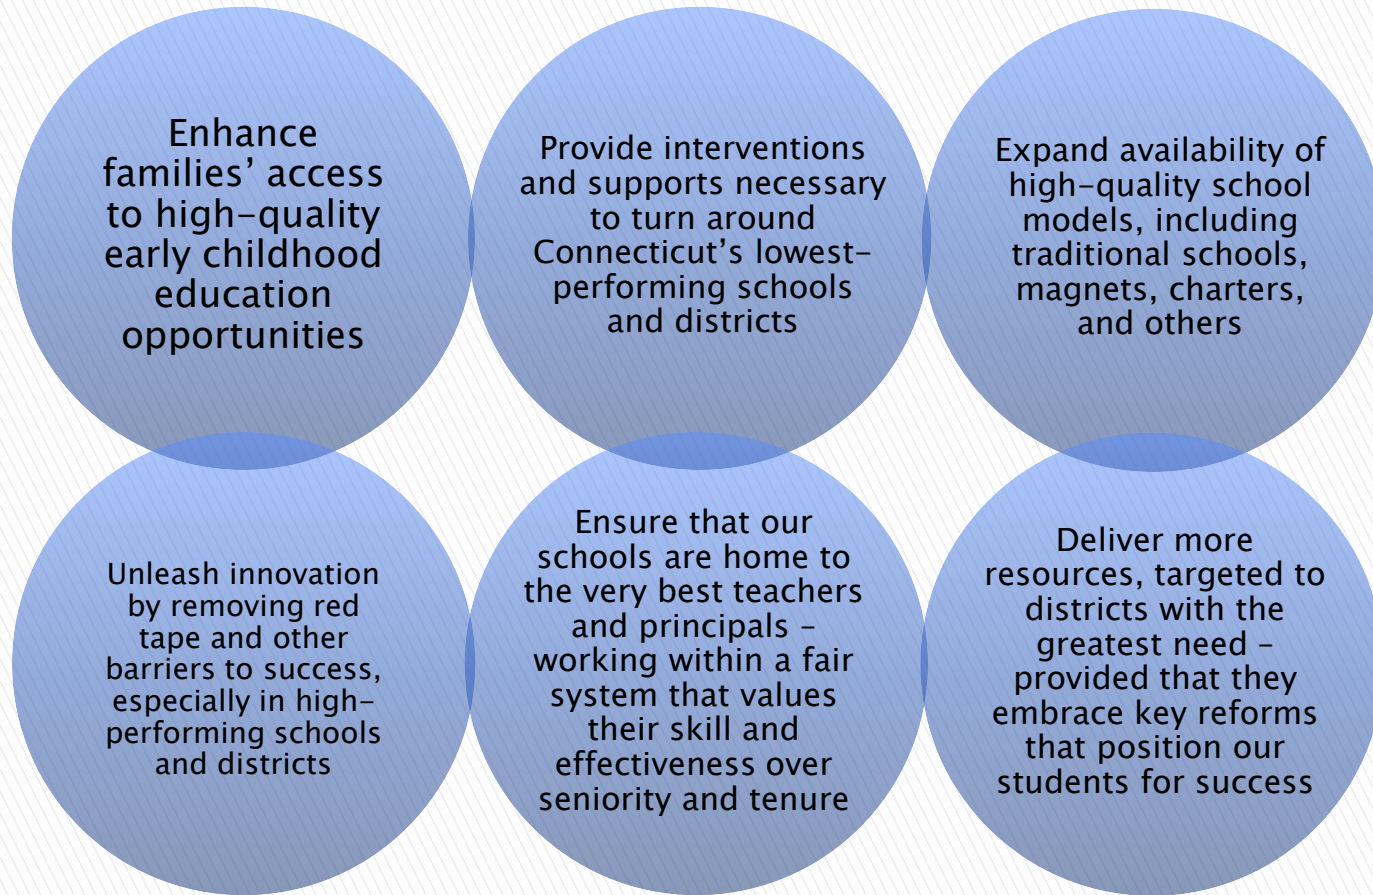 Enhance
families’ access
to high–quality
early childhood
education
opportunities
Provide interventions
and supports necessary
to turn around
Connecticut’s lowest–
performing schools
and districts
Expand availability of
high–quality school
models, including
traditional schools,
magnets, charters,
and others
Unleash innovation
by removing red
tape and other
barriers to success,
especially in high–
performing schools
and districts
Ensure that our
schools are home to
the very best teachers
and principals –
working within a fair
system that values
their skill and
effectiveness over
seniority and tenure
Deliver more
resources, targeted to
districts with the
greatest need –
provided that they
embrace key reforms
that position our
students for success